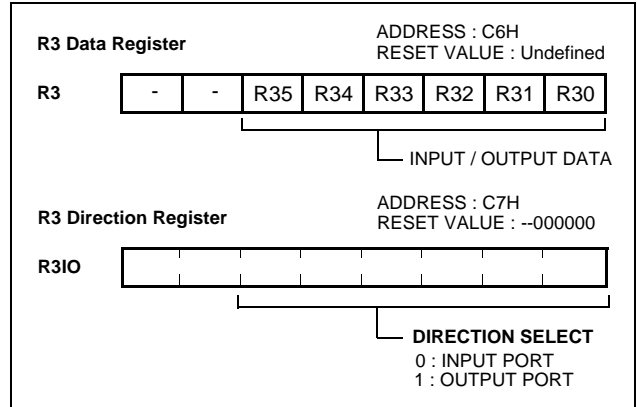 R3 Data Register
ADDRESS : C6H
RESET VALUE : Undefined
R3
- - R35 R34 R33 R32 R31 R30
INPUT / OUTPUT DATA
R3 Direction Register
ADDRESS : C7H
RESET VALUE : --000000
R3IO
DIRECTION SELECT
0 : INPUT PORT
1 : OUTPUT PORT